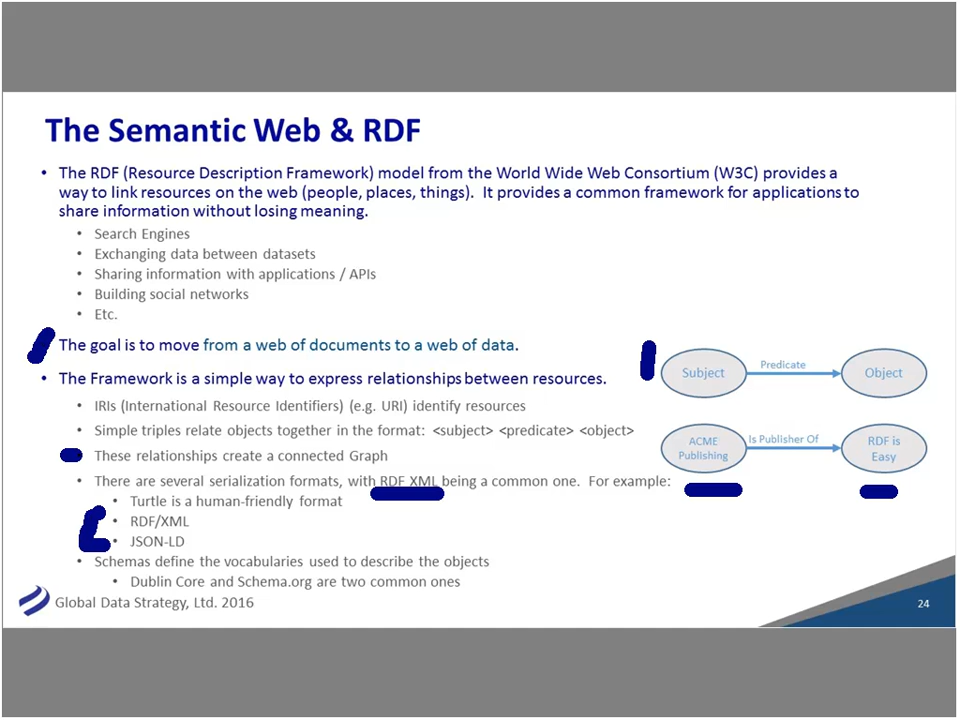 The Semantic Web & RDF
• The RDF (Resource Description Framework) model from the World Wide Web Consortium (W3C) provides a
way to link resources on the web (people, places, things). It provides a common framework for applications to
share information without losing meaning.
• Search Engines
• Exchanging data between datasets
• Sharing information with applications / APIs
• Building social networks
• Etc.
The goal is to move from a web of documents to a web of data.
• The Framework is a simple way to express relationships between resources.
• IRIs (International Resource Identifiers) (e.g. URI) identify resources
• Simple triples relate objects together in the format: <subject> <predicate> <object>
These relationships create a connected Graph
• There are several serialization formats, with RDF XML being a common one. For example:
• Turtle is a human-friendly format
• RDF/XML
• JSON-LD
• Schemas define the vocabularies used to describe the objects
• Dublin Core and Schema.org are two common ones
Subject
Predicate
Object
ACME
Publishing
Is Publisher Of
RDF is
Easy
Global Data Strategy, Ltd. 2016
24